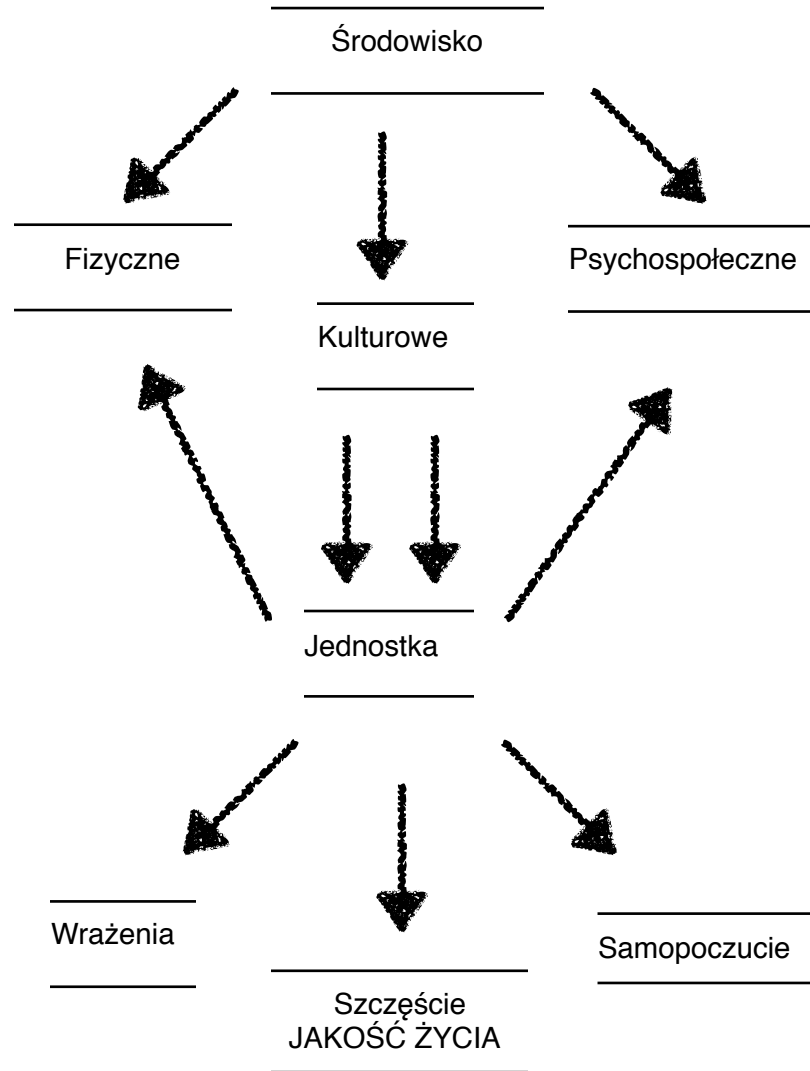 Środowisko
Fizyczne
Psychospołeczne
Kulturowe
Jednostka
Wrażenia
Samopoczucie
Szczęście
JAKOŚĆ ŻYCIA